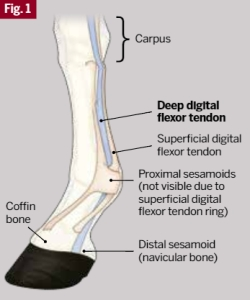 Fig. 1
Carpus
Deep digital
flexor tendon
Superficial digital
flexor tendon
Proximal sesamoids
(not visible due to
superficial digital
flexor tendon ring)
Coffin
bone
Distal sesamoid
(navicular bone)